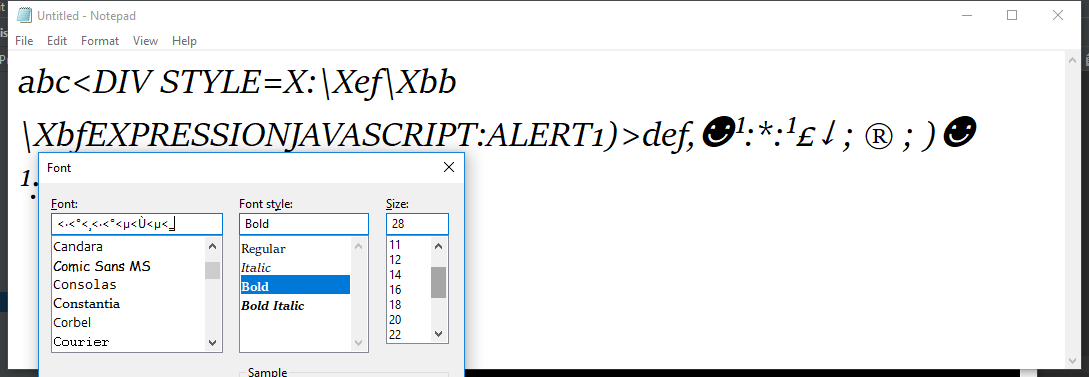 Untitled - Notepad
File Edit Format View Help
abc<DIV STYLE=X:\Xef\Xbb
\XbfEXPRESSIONJAVASCRIPT:ALERT1)>def,☻¹:*:¹£↓; ® ; )☻
¹:
Font
Font: Font style: Size:
Bold 28
Candara
Comic Sans MS
Consolas
Constantia
Corbel
Courier
Regular
Italic
Bold
Bold Italic
11
12
14
16
18
20
22
Sample